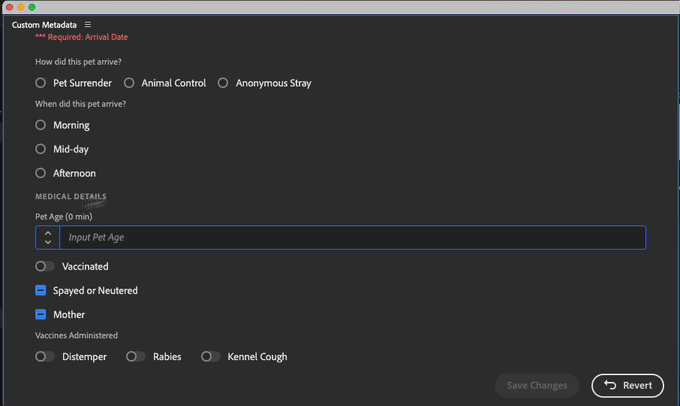 Custom Metadata
*** Required: Arrival Date
How did this pet arrive?
Pet Surrender Animal Control Anonymous Stray
When did this pet arrive?
Morning
Mid-day
Afternoon
MEDICAL DETAILS
Pet Age (0 min)
Input Pet Age
Vaccinated
Spayed or Neutered
Mother
Vaccines Administered
Distemper Rabies Kennel Cough
Save Changes Revert